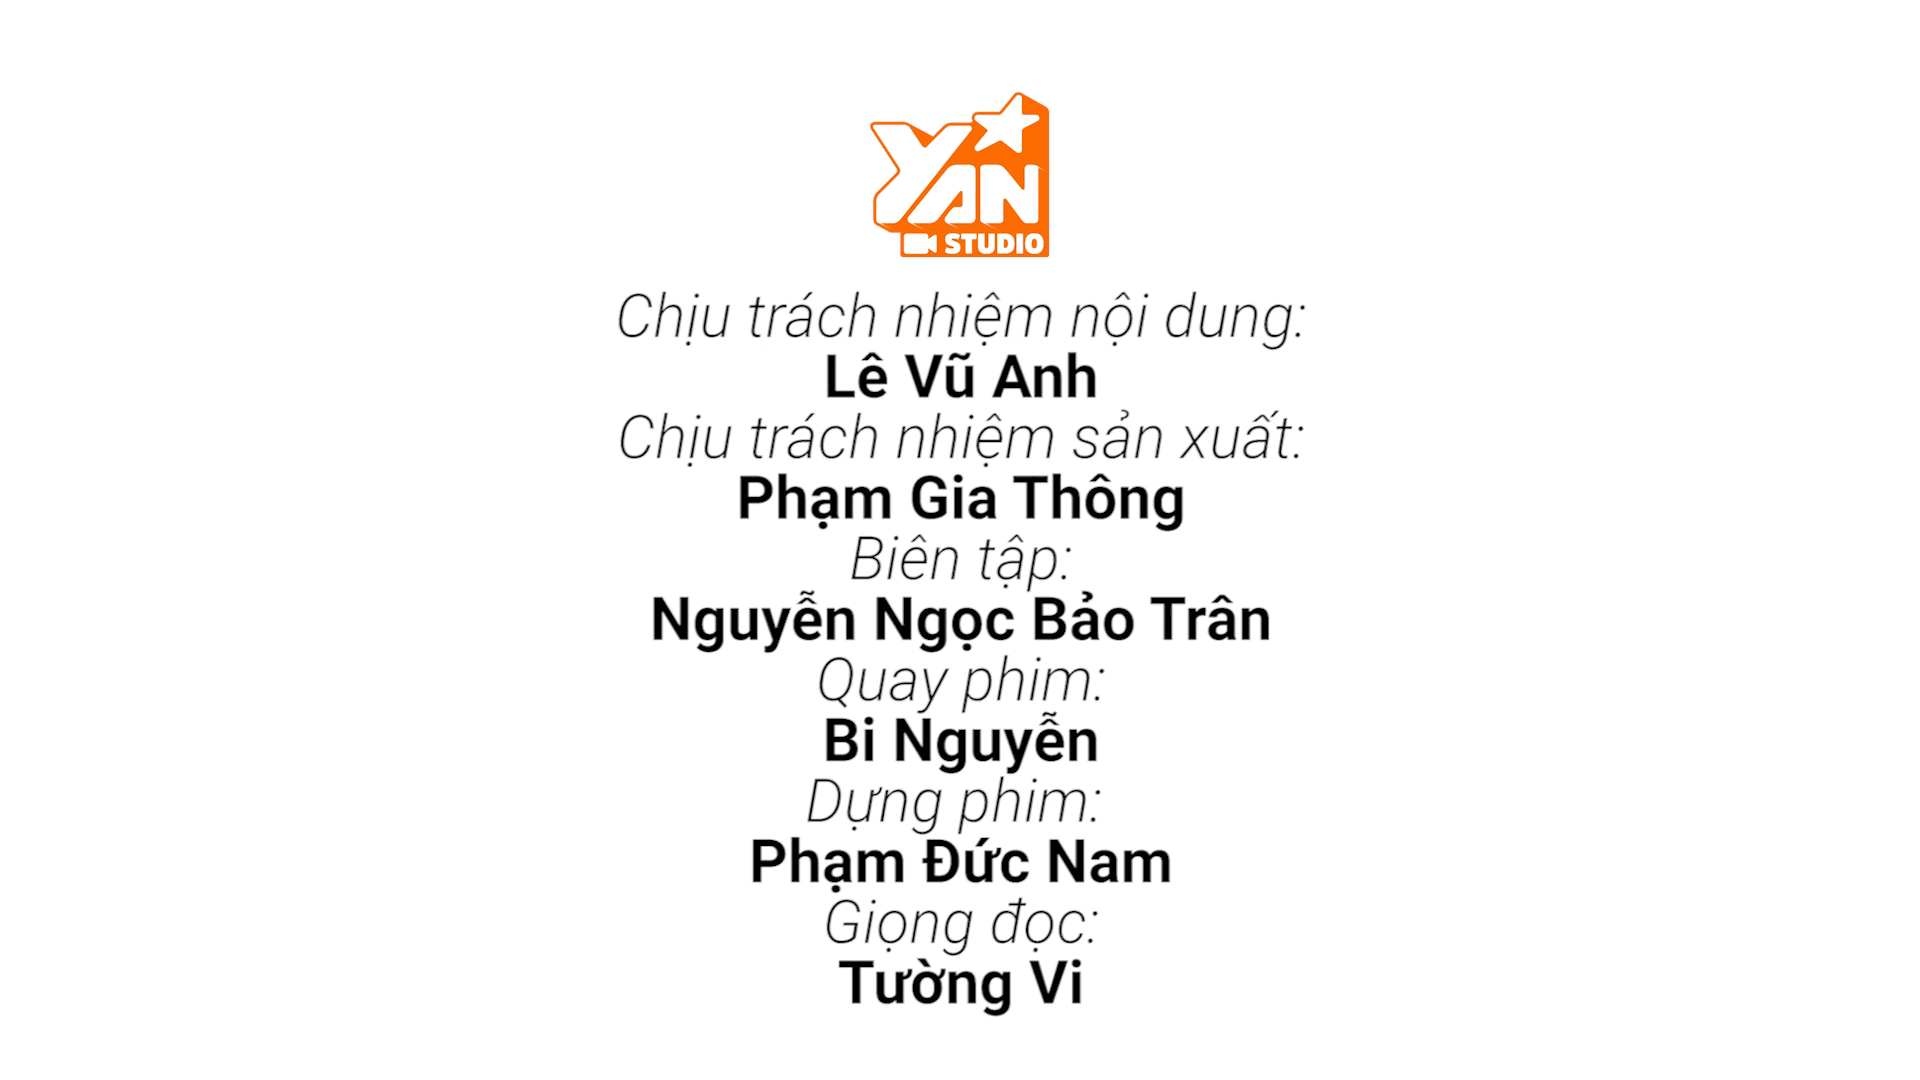 YAN
STUDIO
Chịu trách nhiệm nội dung:
Lê Vũ Anh
Chịu trách nhiệm sản xuất:
Phạm Gia Thông
Biên tập:
Nguyễn Ngọc Bảo Trân
Quay phim:
Bi Nguyễn
Dựng phim:
Phạm Đức Nam
Giọng đọc:
Tường Vi